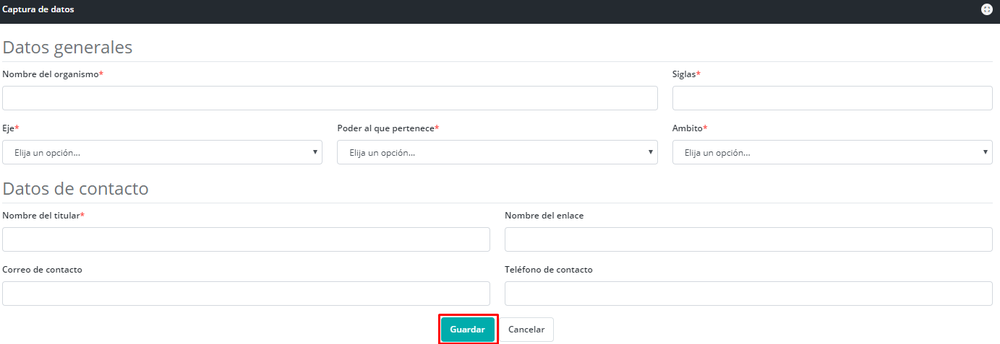 Captura de datos
Datos generales
Nombre del organismo* Siglas*
Eje* Poder al que pertenece* Ambito*
Elija un opción... Elija un opción... Elija un opción...
Datos de contacto
Nombre del titular* Nombre del enlace
Correo de contacto Teléfono de contacto
Guardar Cancelar